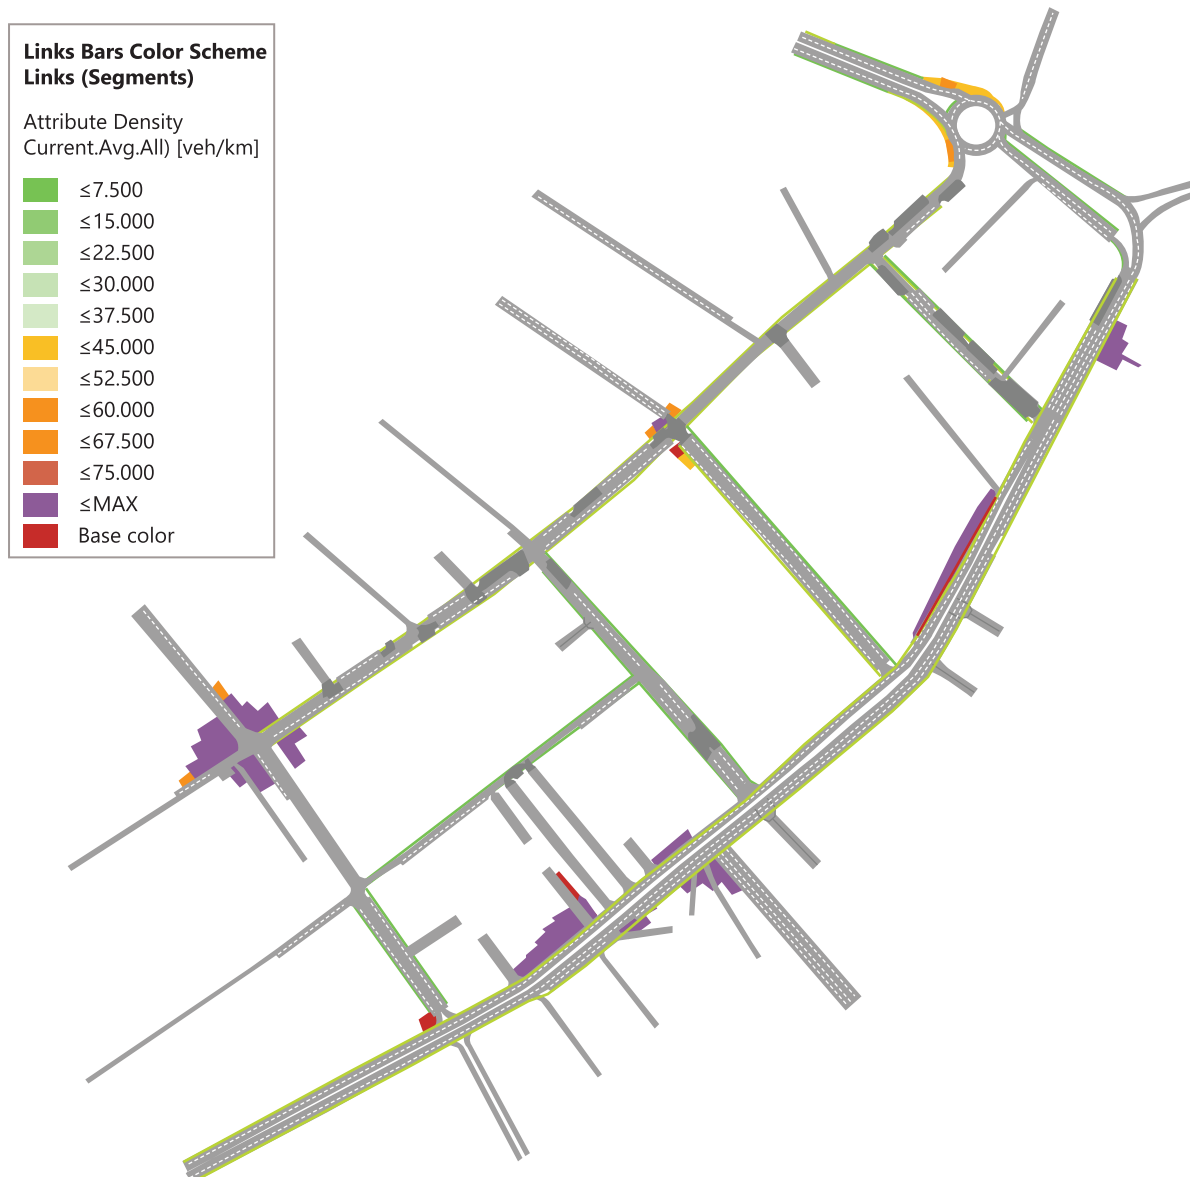 Links Bars Color Scheme
Links (Segments)
Attribute Density
Current.Avg.All) [veh/km]
≤7.500
≤15.000
≤22.500
≤30.000
≤37.500
≤45.000
≤52.500
≤60.000
≤67.500
≤75.000
≤MAX
Base color